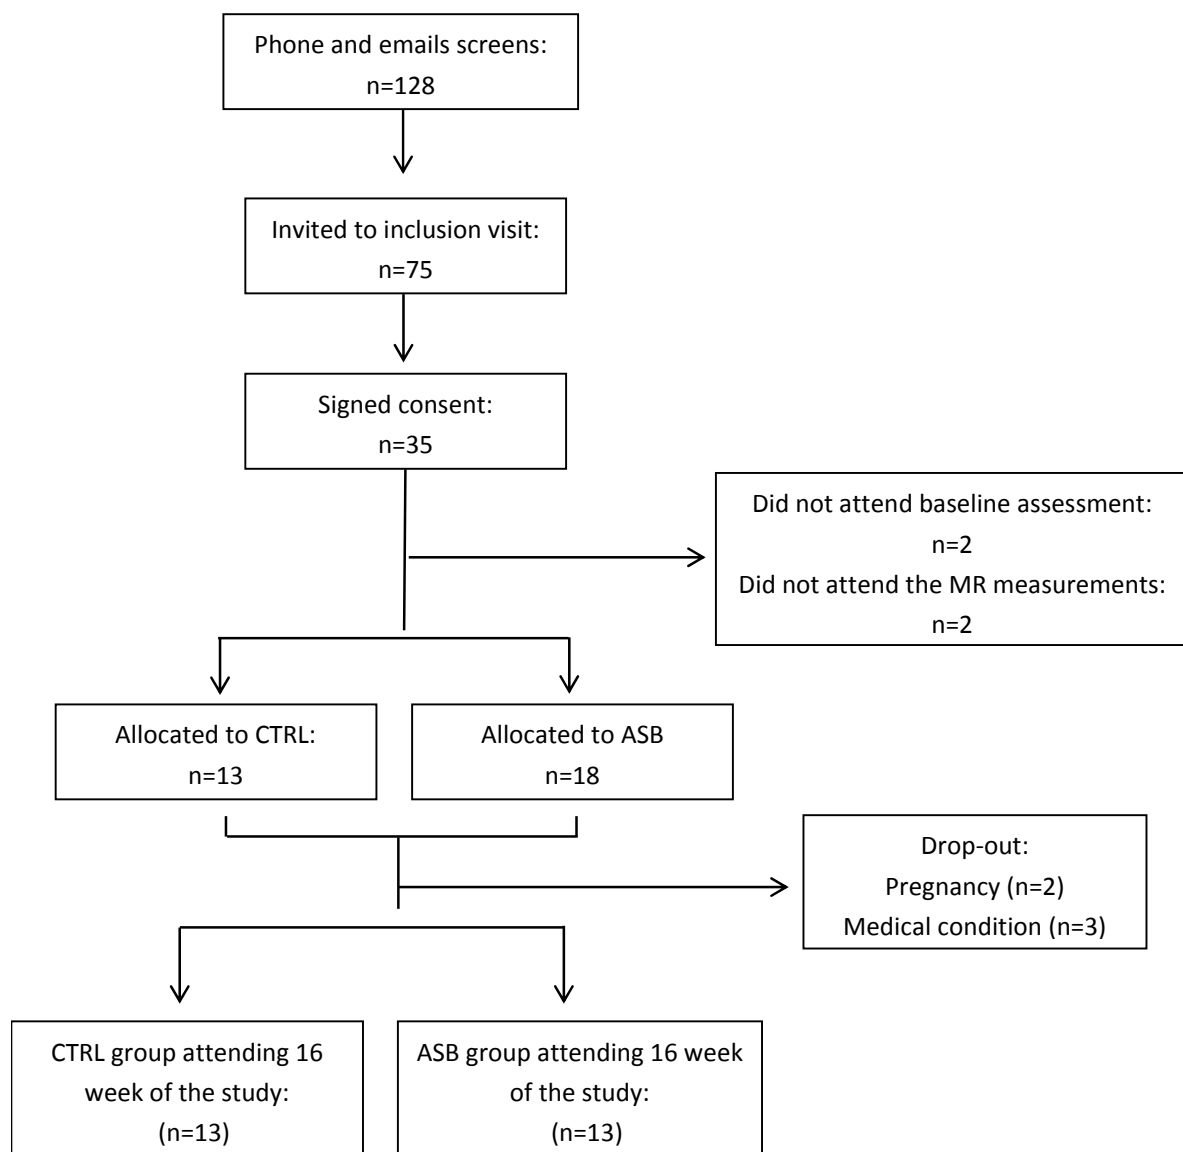 Phone and emails screens:
n=128
Invited to inclusion visit:
n=75
Signed consent:
n=35
Did not attend baseline assessment:
n=2
Did not attend the MR measurements:
n=2
Allocated to CTRL:
n=13
Allocated to ASB
n=18
Drop-out:
Pregnancy (n=2)
Medical condition (n=3)
CTRL group attending 16
week of the study:
(n=13)
ASB group attending 16 week
of the study:
(n=13)